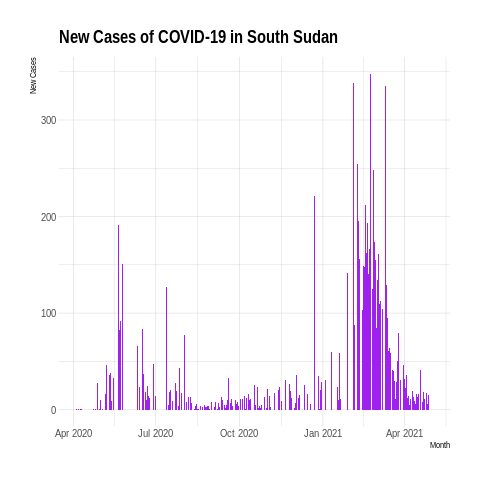 New Cases of COVID-19 in South Sudan
New Cases
300
200
100
0
Apr 2020 Jul 2020 Oct 2020 Jan 2021 Apr 2021
Month